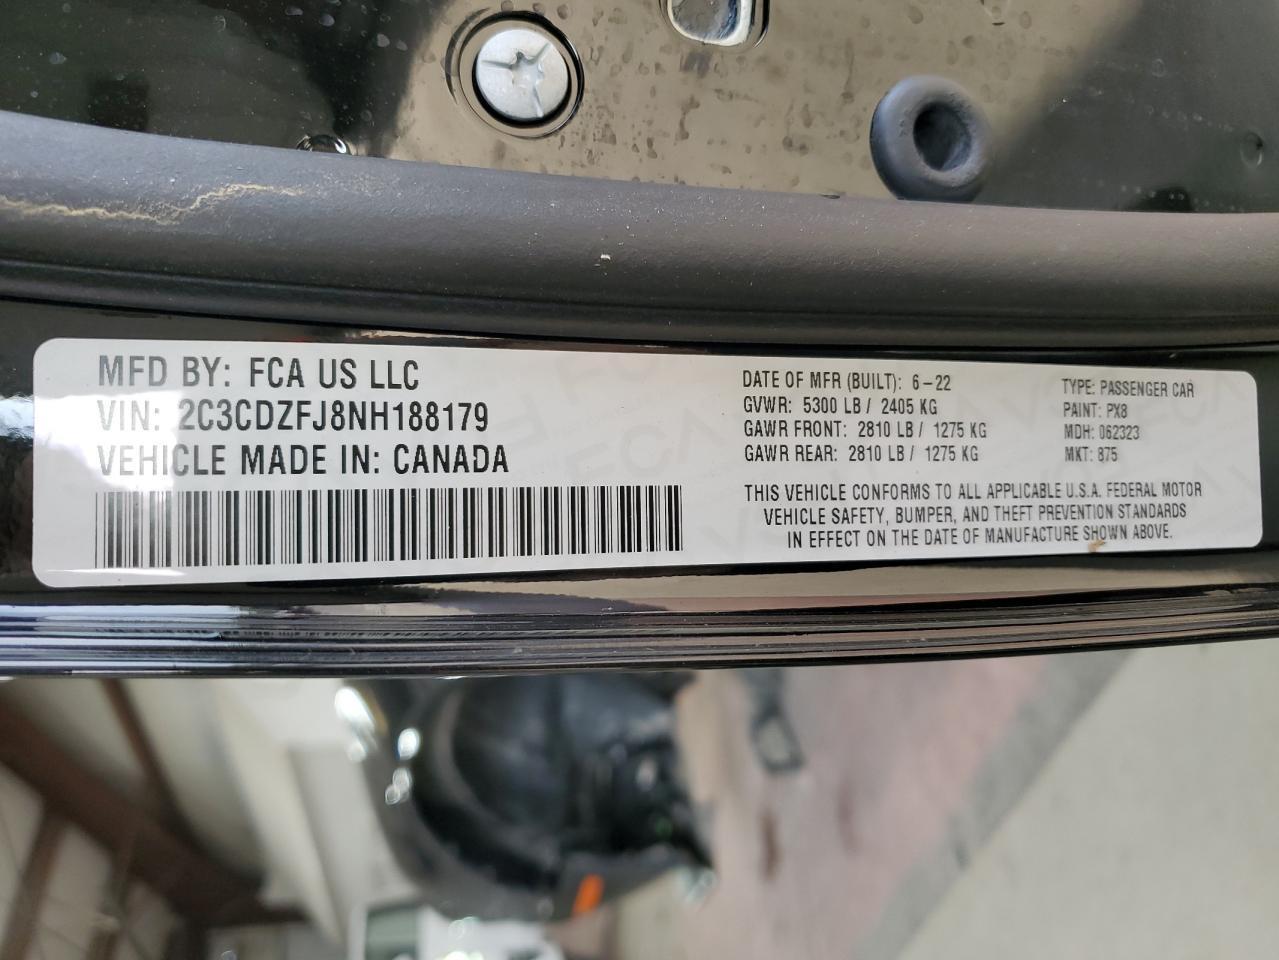 MFD BY: FCA US LLC
VIN: 2C3CDZFJ8NH188179
VEHICLE MADE IN: CANADA
DATE OF MFR (BUILT): 6-22
GVWR: 5300 LB / 2405 KG
GAWR FRONT: 2810 LB / 1275 KG
GAWR REAR: 2810 LB / 1275 KG
TYPE: PASSENGER CAR
PAINT: PX8
MDH: 062323
MKT: 875
THIS VEHICLE CONFORMS TO ALL APPLICABLE U.S.A. FEDERAL MOTOR
VEHICLE SAFETY, BUMPER, AND THEFT PREVENTION STANDARDS
IN EFFECT ON THE DATE OF MANUFACTURE SHOWN ABOVE.